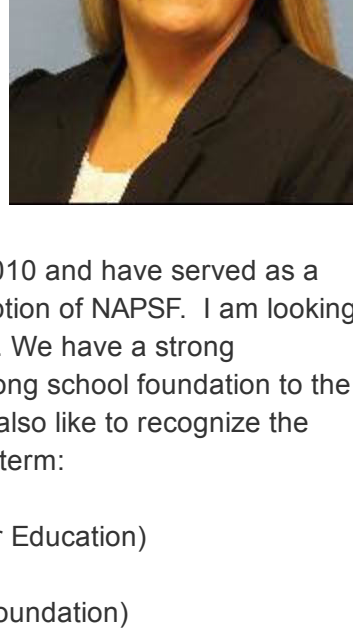 010 and have served as a
otion of NAPSF.  I am looking
. We have a strong
ong school foundation to the
also like to recognize the
term:
r Education)
oundation)